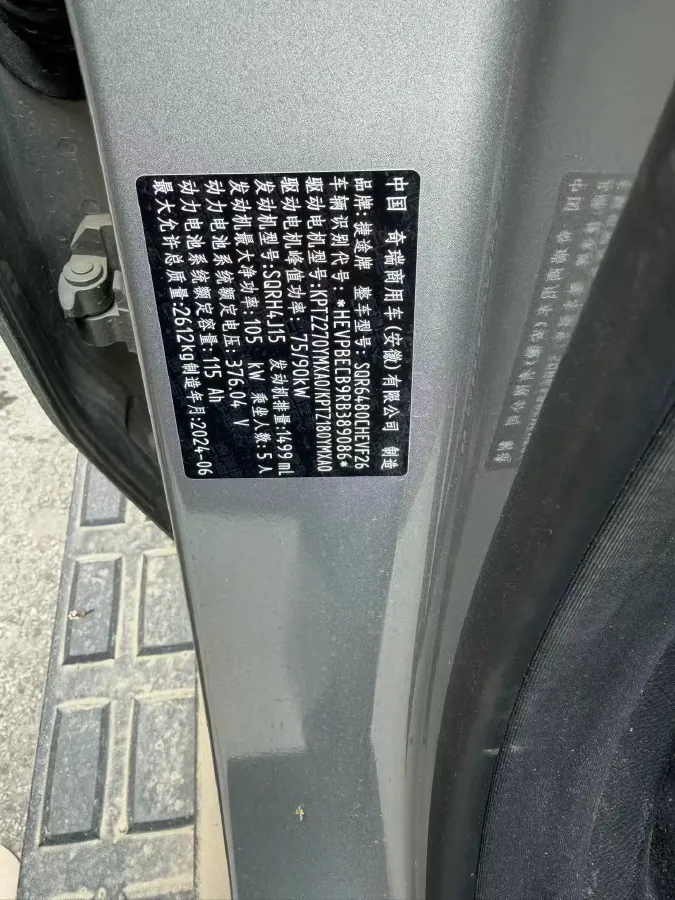 中国 奇瑞商用车(安徽)有限公司 制造
品牌:捷途牌 整车型号:SQR6480CHEVF26
车辆识别代号:*HEVPBECB9RB389086*
驱动电机型号:KPTZ270YMXA0/KPTZ180YMXA0
驱动电机峰值功率: 75/90kW
发动机型号:SQRH4J15 发动机排量:1499 mL
发动机最大净功率:105 kW 乘坐人数:5人
动力电池系统额定电压:376.04 V
动力电池系统额定容量:115 Ah
最大允许总质量:2612kg 制造年月:2024-06